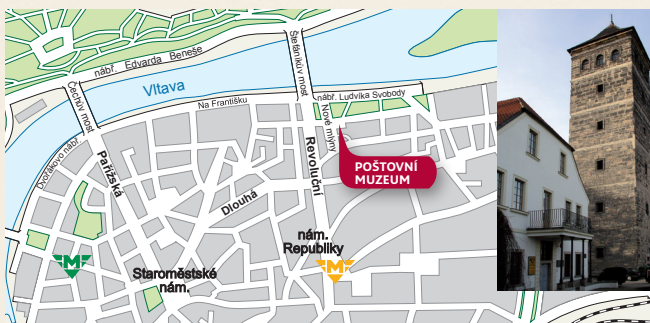 nábř. Edvarda Beneše
Štefánikův most
Čechův most
Vltava
Na Františku
nábř. Ludvíka Svobody
Nové mlýny
Dvořákovo nábř.
Pařížská
Revoluční
POŠTOVNÍ
MUZEUM
Dlouhá
nám.
Republiky
M
M
Staroměstské
nám.